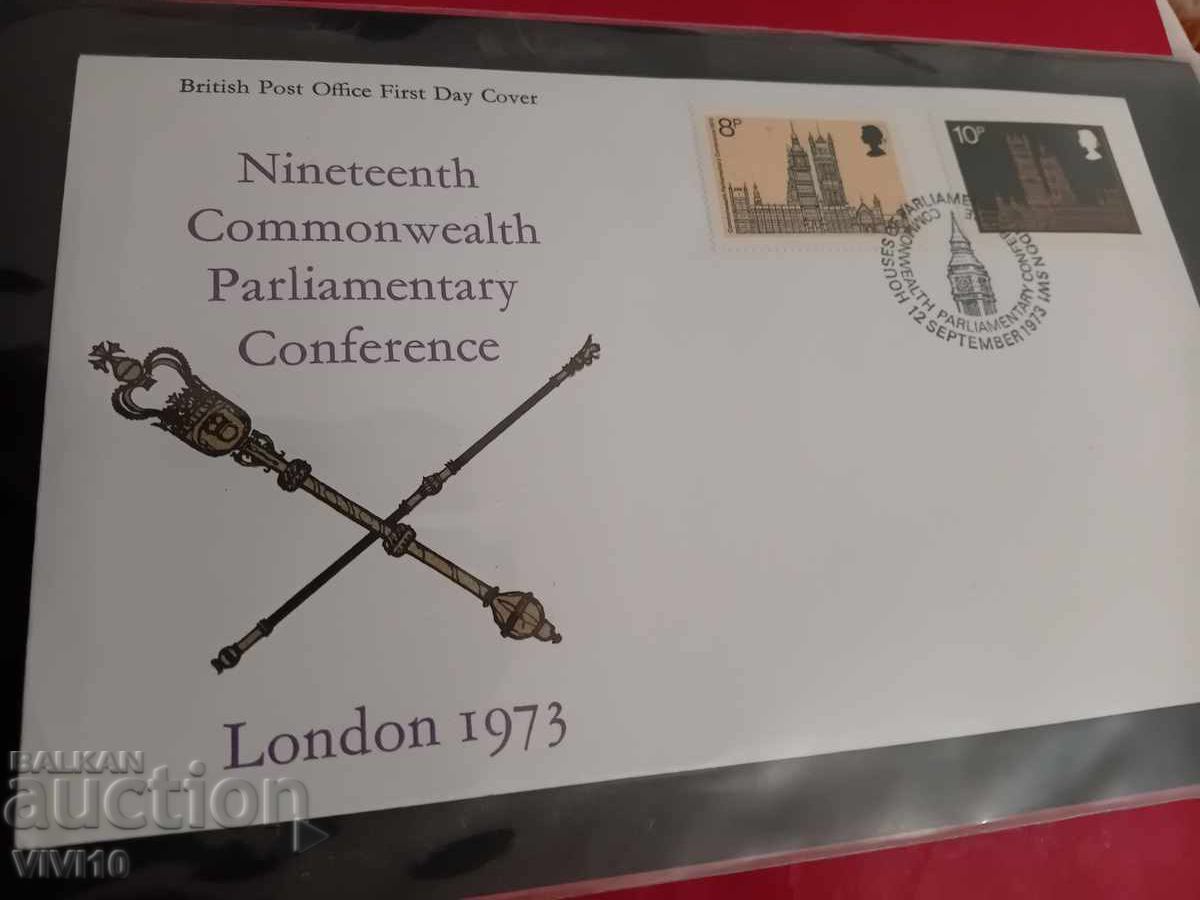 British Post Office First Day Cover
Nineteenth
Commonwealth
Parliamentary
Conference
London 1973
8P
10P
HOUSES OF PARLIAMENT
SW1
COMMONWEALTH PARLIAMENTARY CONFERENCE
12 SEPTEMBER 1973
BALKAN
auction
VIVI10